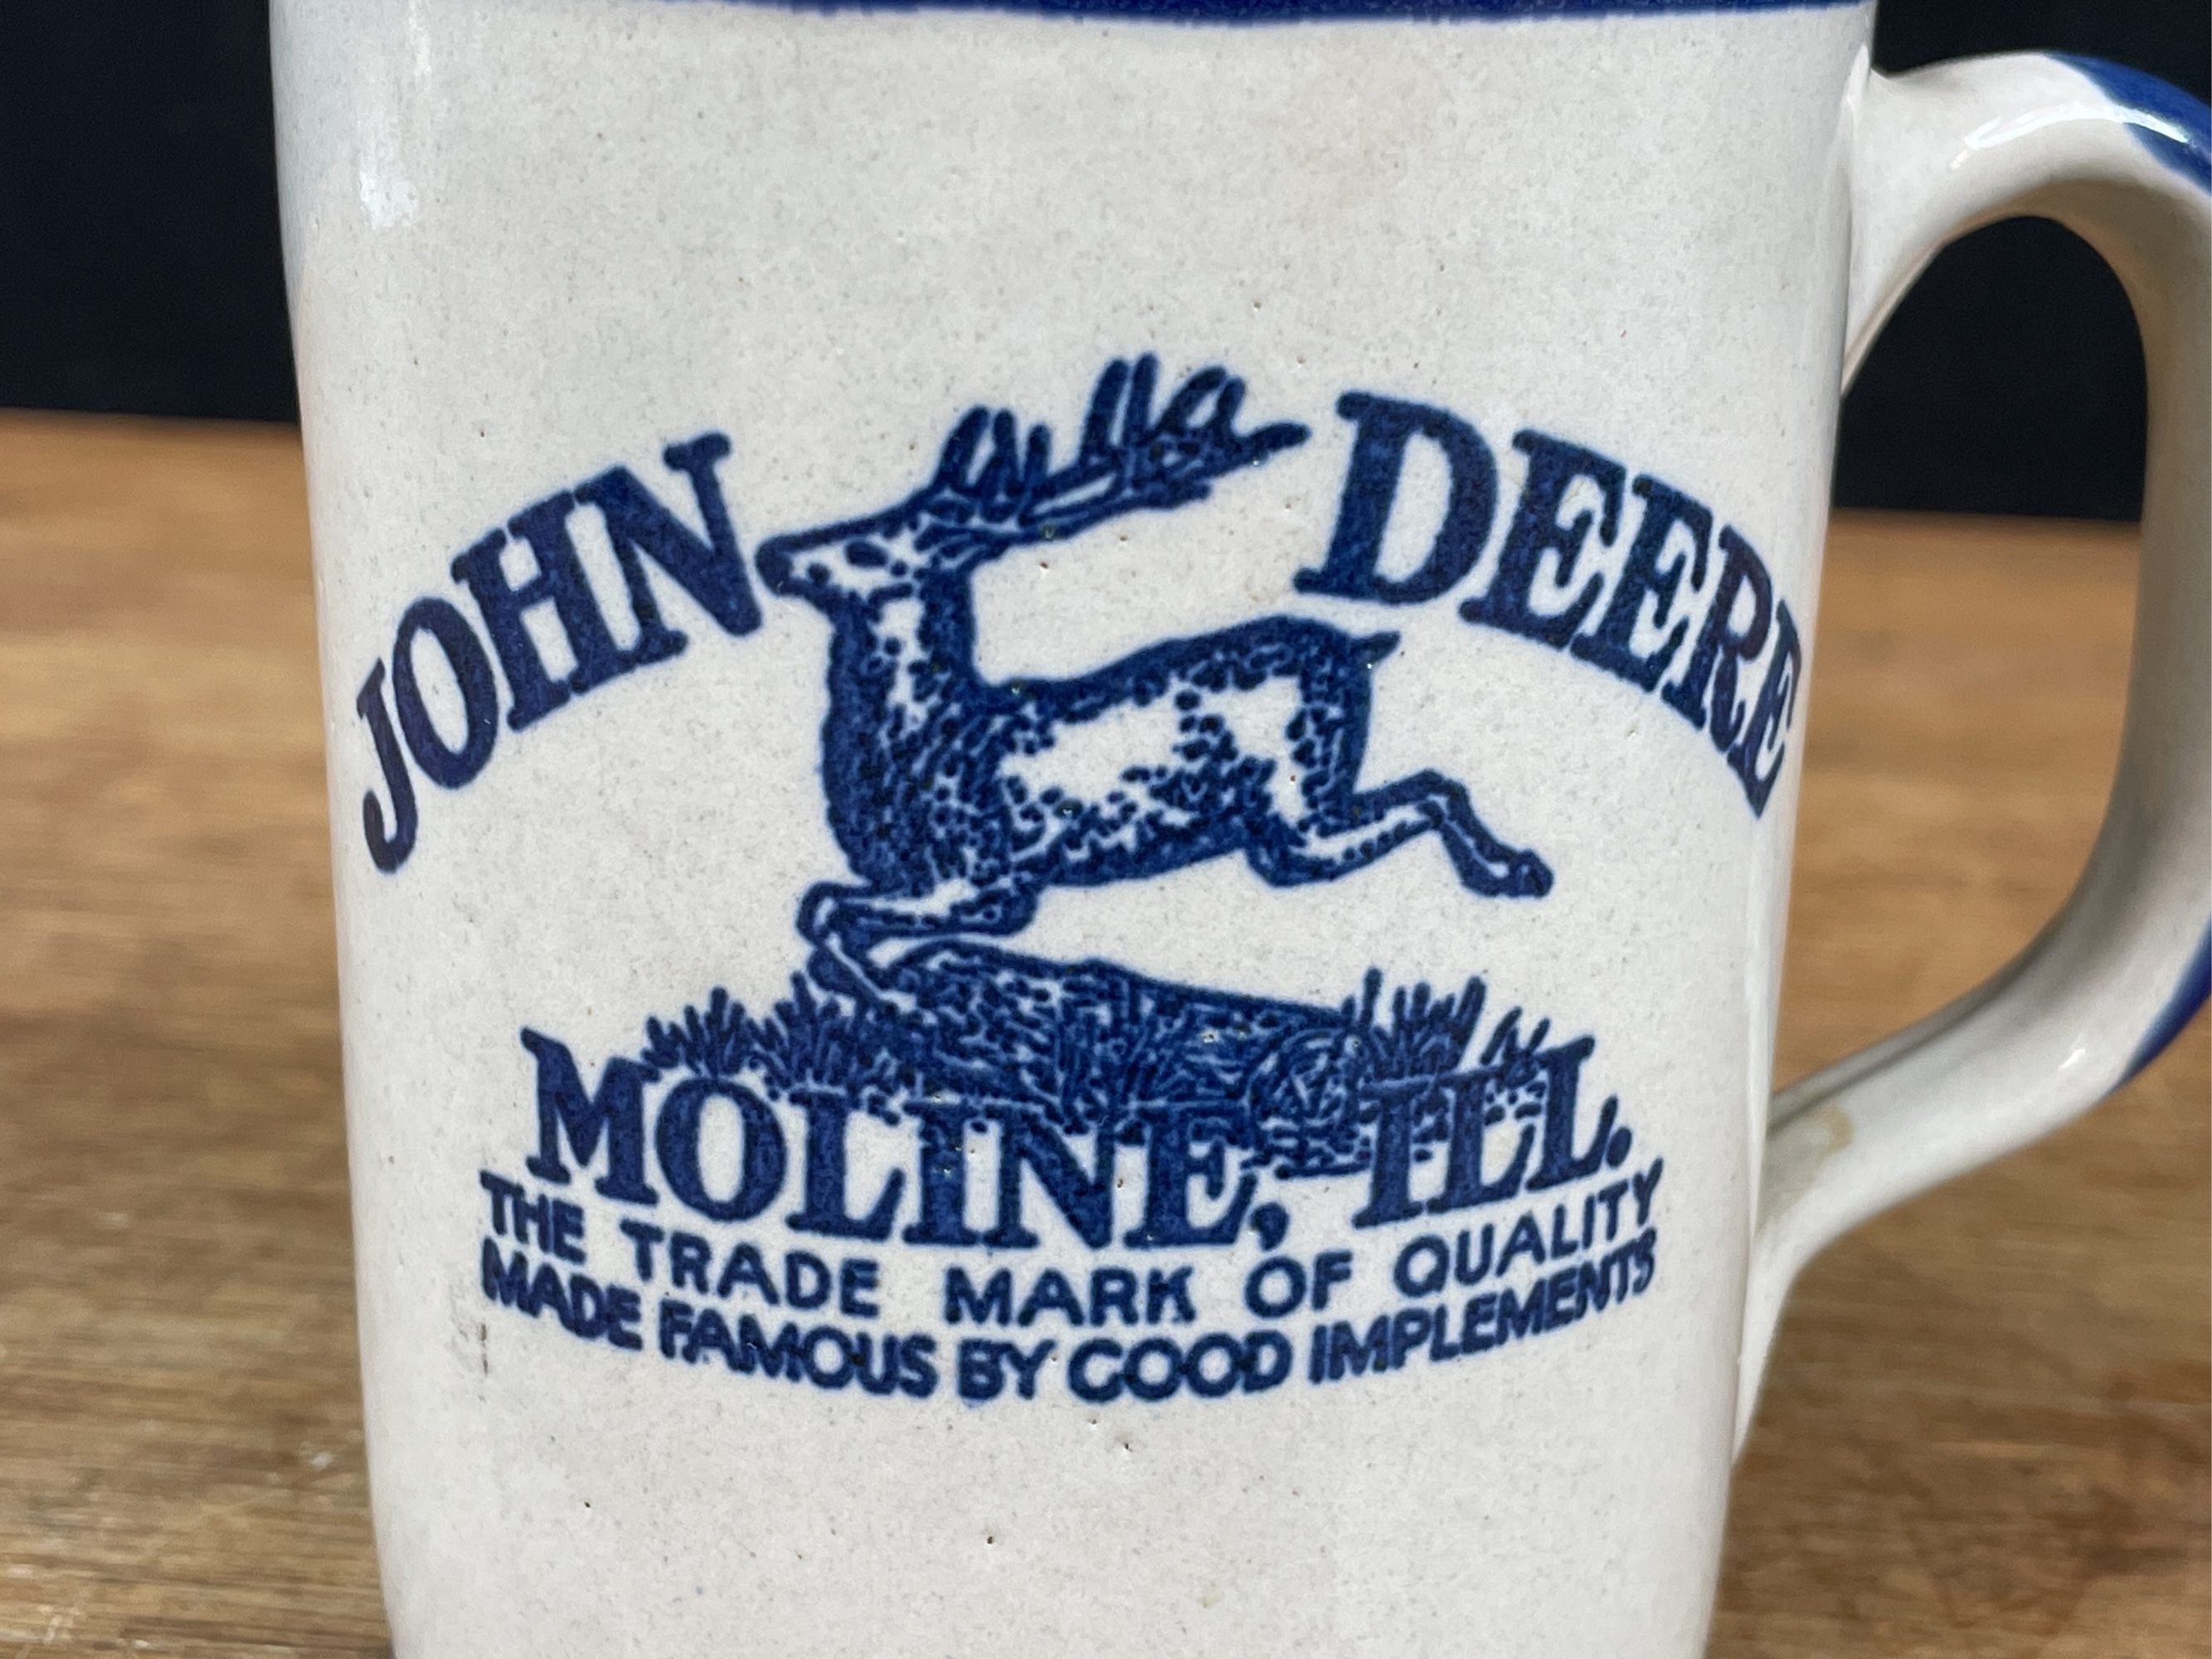 JOHN DEERE
MOLINE, ILL.
THE TRADE MARK OF QUALITY
MADE FAMOUS BY GOOD IMPLEMENTS